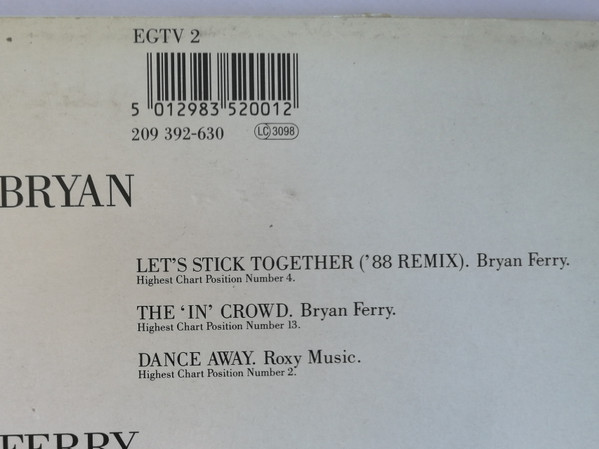 EGTV 2
5 012983 520012
209 392-630 LC 3098
BRYAN
LET'S STICK TOGETHER ('88 REMIX). Bryan Ferry.
Highest Chart Position Number 4.
THE 'IN' CROWD. Bryan Ferry.
Highest Chart Position Number 13.
DANCE AWAY. Roxy Music.
Highest Chart Position Number 2.
FERRY